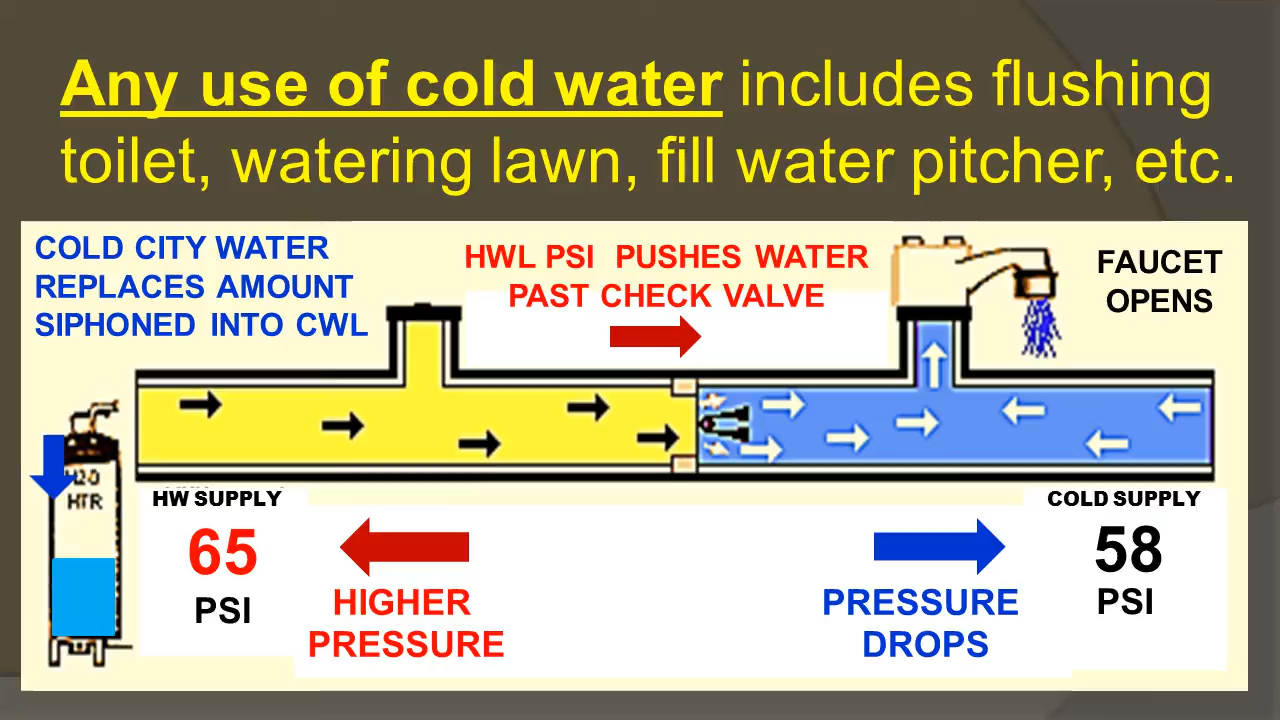 Any use of cold water includes flushing
toilet, watering lawn, fill water pitcher, etc.
COLD CITY WATER
REPLACES AMOUNT
SIPHONED INTO CWL
HWL PSI PUSHES WATER
PAST CHECK VALVE
FAUCET
OPENS
H2O
HTR
HW SUPPLY
65
PSI
HIGHER
PRESSURE
PRESSURE
DROPS
COLD SUPPLY
58
PSI